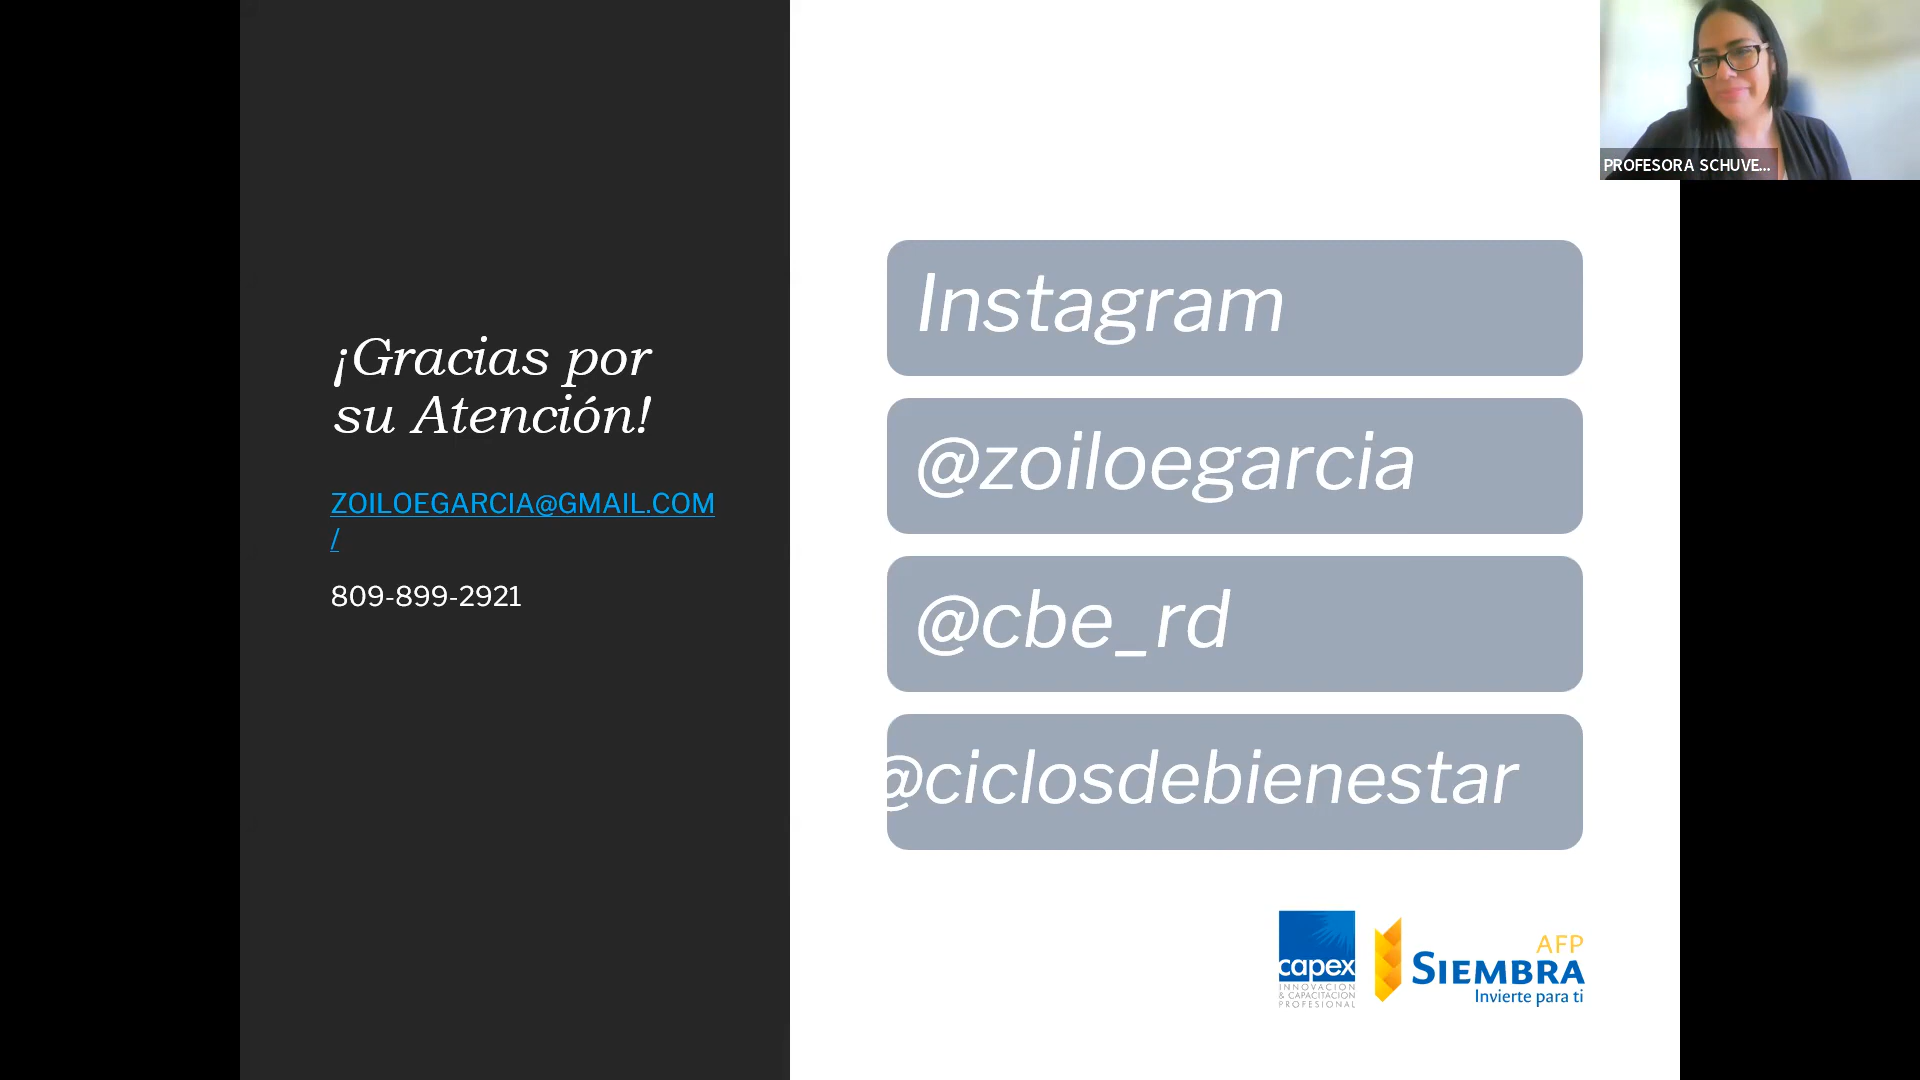 ¡Gracias por
su Atención!
ZOILOEGARCIA@GMAIL.COM
/
809-899-2921
Instagram
@zoiloegarcia
@cbe_rd
@ciclosdebienestar
PROFESORA SCHUVE...
capex
INNOVACION
& CAPACITACION
PROFESIONAL
AFP
SIEMBRA
Invierte para ti